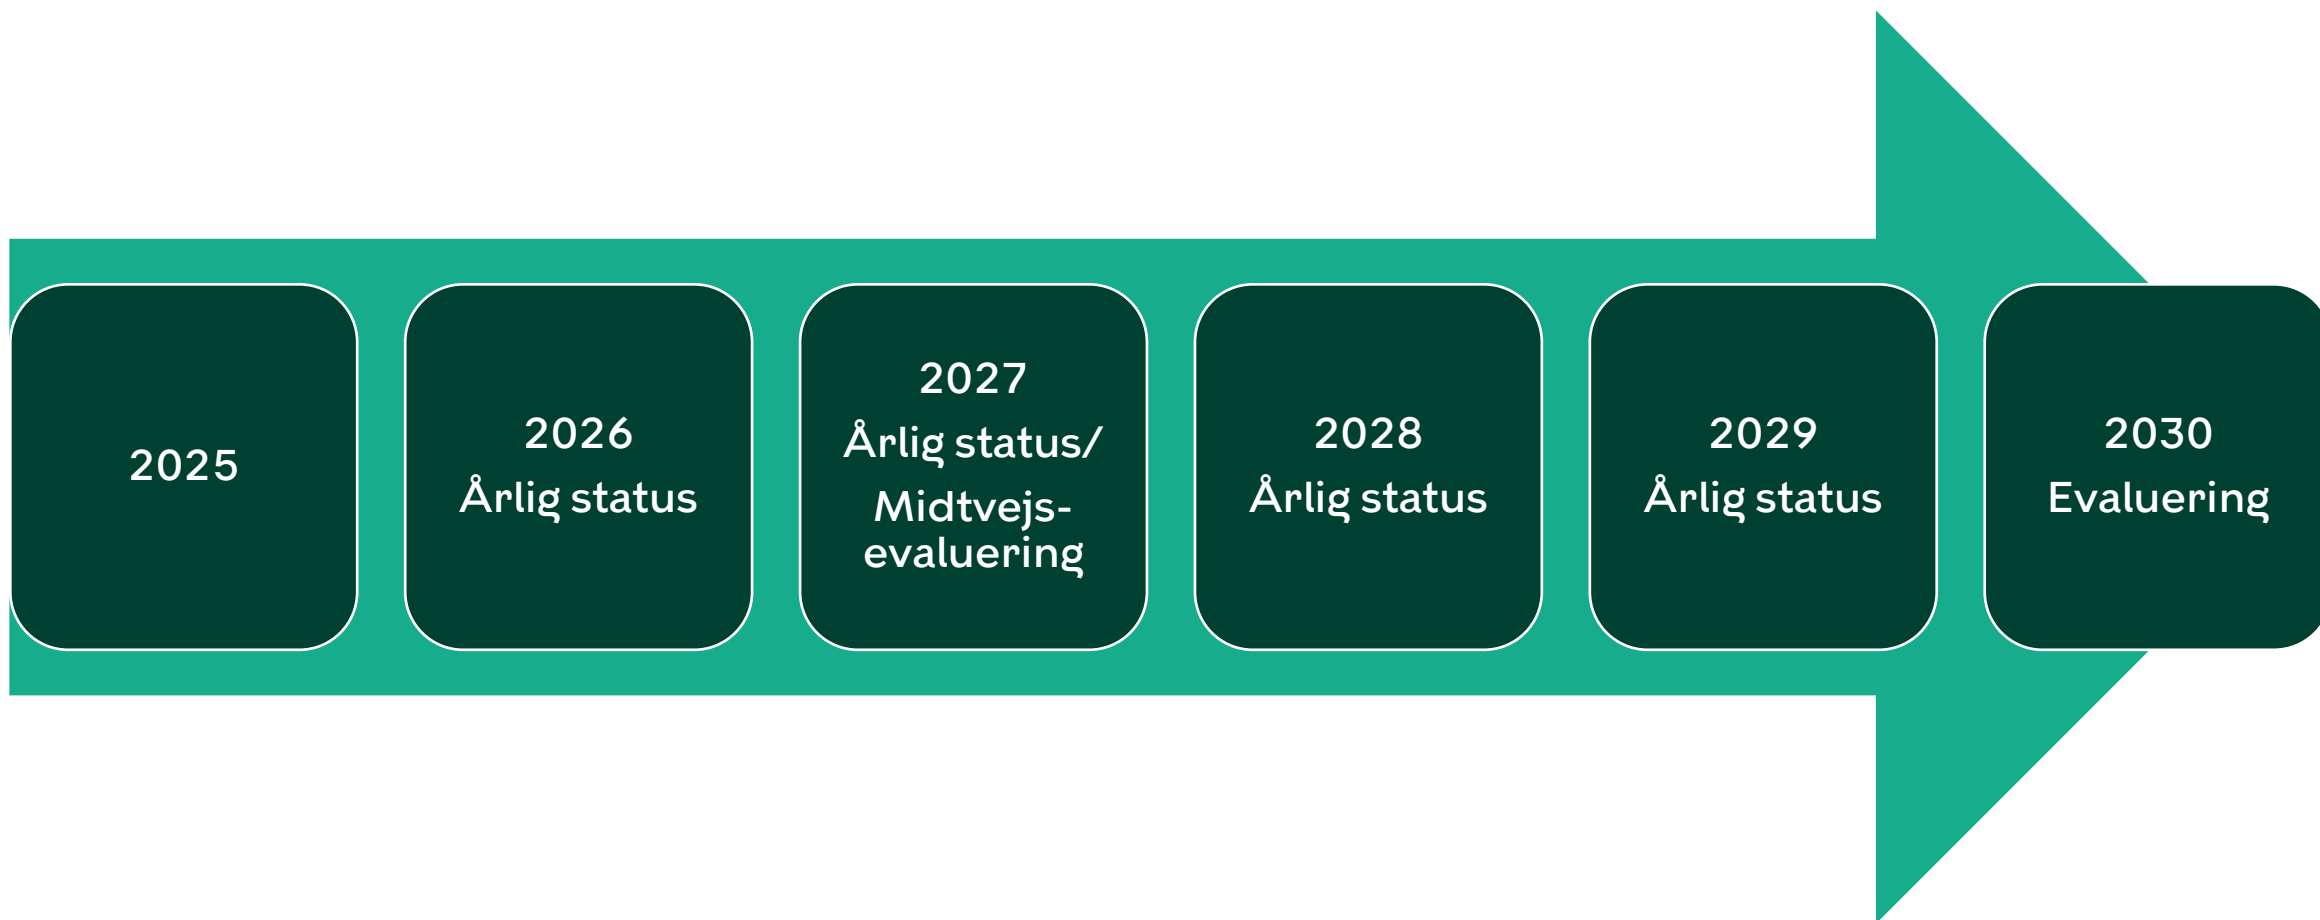 2025
2026
Årlig status
2027
Årlig status/
Midtvejs-
evaluering
2028
Årlig status
2029
Årlig status
2030
Evaluering